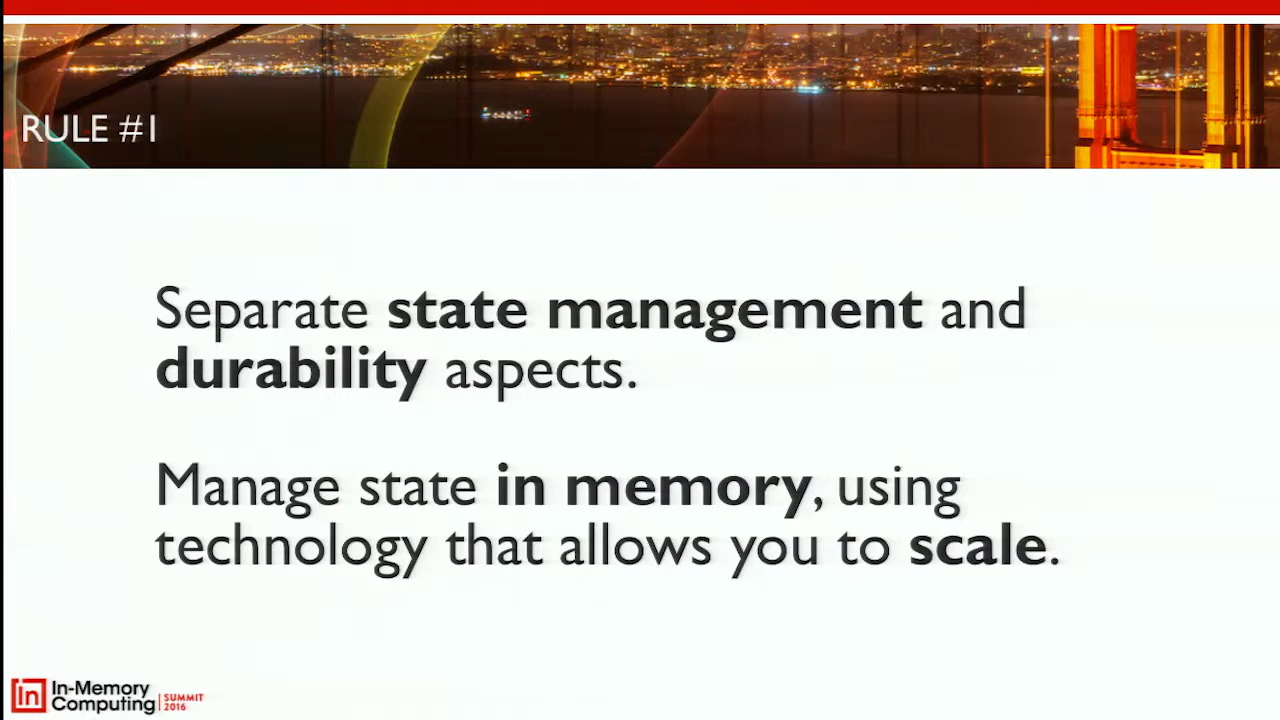 RULE #1
Separate state management and
durability aspects.
Manage state in memory, using
technology that allows you to scale.
in In-Memory
Computing
SUMMIT
2016